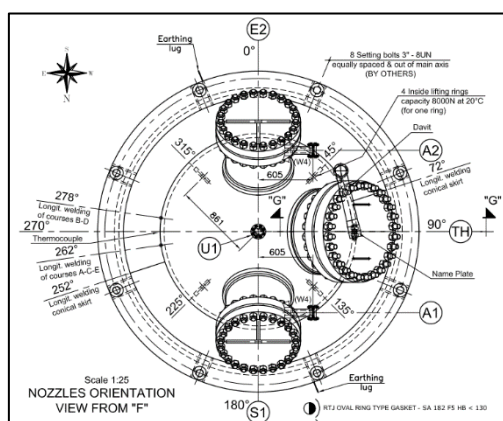 E2
0°
Earthing
lug
8 Setting bolts 3" - 8UN
equally spaced & out of main axis
(BY OTHERS)
4 Inside lifting rings
capacity 8000N at 20°C
(for one ring)
Davit
N
A2
315°
45°
(W4)
605
72°
Longit. welding
conical skirt
278°
Longit. welding
of courses B-D
270°
Thermocouple
262°
Longit. welding
of courses A-C-E
252°
Longit. welding
conical skirt
861
"G"
"G"
90°
TH
U1
605
Name Plate
225°
135°
(W4)
A1
Scale 1:25
NOZZLES ORIENTATION
VIEW FROM "F"
180°
S1
Earthing
lug
RTJ OVAL RING TYPE GASKET - SA 182 F5 HB < 130